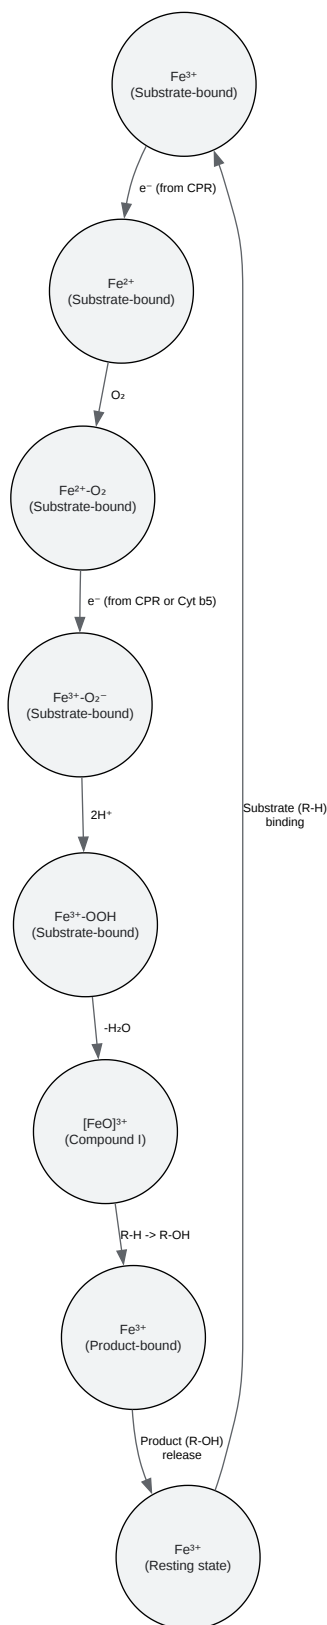 Fe³⁺
(Substrate-bound)
e⁻ (from CPR)
Fe²⁺
(Substrate-bound)
O₂
Fe²⁺-O₂
(Substrate-bound)
e⁻ (from CPR or Cyt b5)
Fe³⁺-O₂⁻
(Substrate-bound)
2H⁺
Substrate (R-H)
binding
Fe³⁺-OOH
(Substrate-bound)
-H₂O
[FeO]³⁺
(Compound I)
R-H -> R-OH
Fe³⁺
(Product-bound)
Product (R-OH)
release
Fe³⁺
(Resting state)